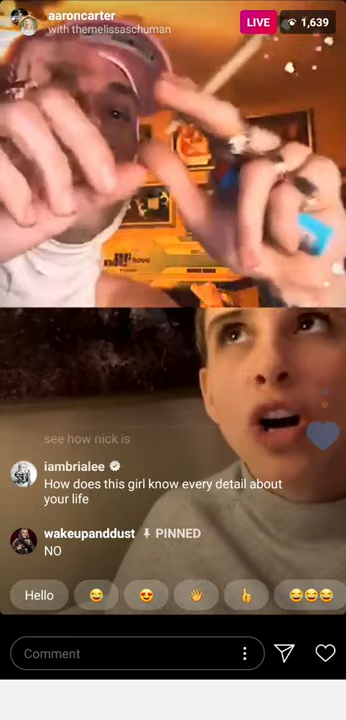 aaroncarter
with themelissaschuman
LIVE
1,639
see how nick is
iambrialee
How does this girl know every detail about
your life
wakeupanddust PINNED
NO
Hello
Comment